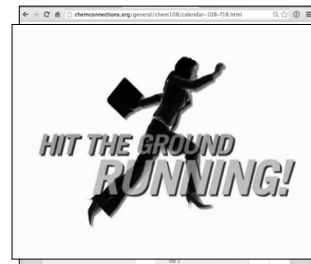 chemconnections.org/general/chem108/calendar-108-f18.html
HIT THE GROUND
RUNNING!